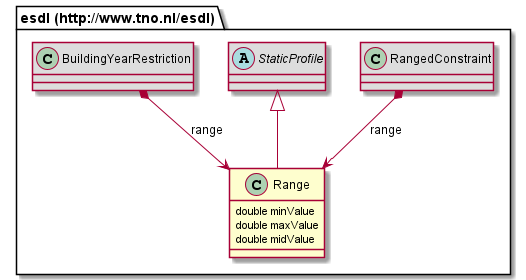 esdl (http://www.tno.nl/esdl)
C BuildingYearRestriction
A StaticProfile
C RangedConstraint
range
range
C Range
double minValue
double maxValue
double midValue